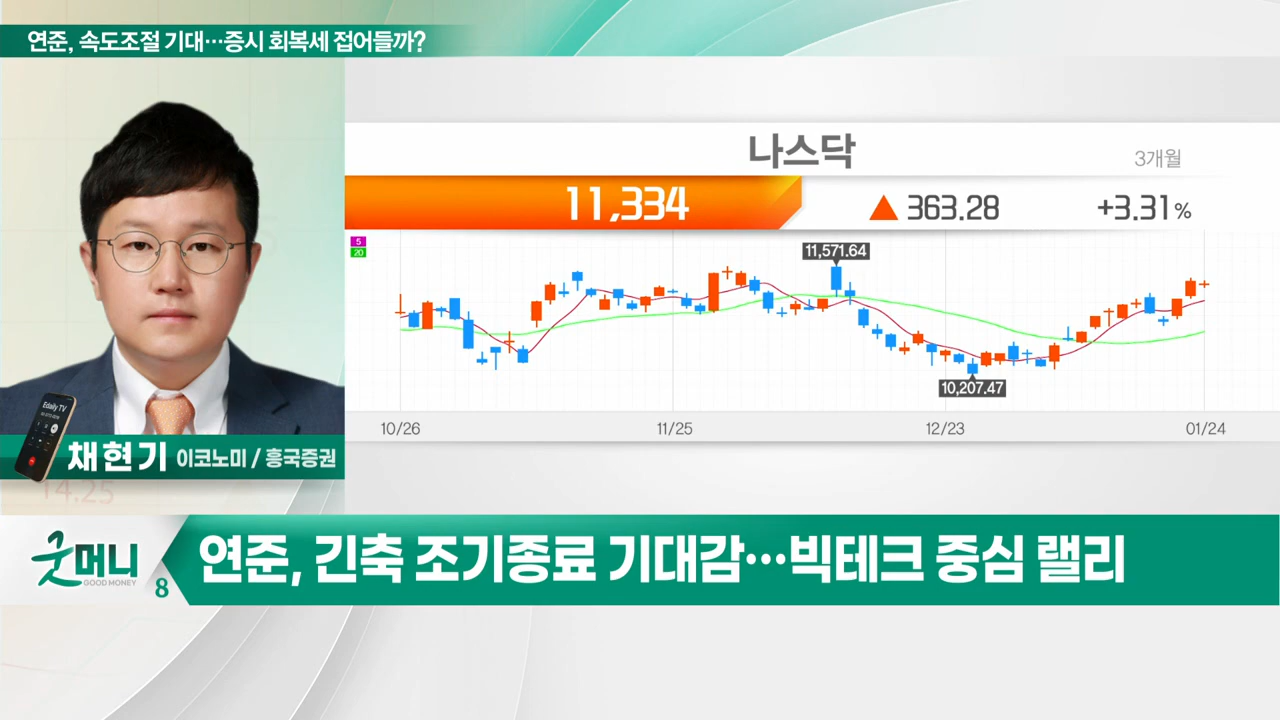 연준, 속도조절 기대…증시 회복세 접어들까?
나스닥
3개월
11,334 ▲ 363.28 +3.31%
5
20
11,571.64
10,207.47
10/26 11/25 12/23 01/24
Edaily TV
채현기 이코노미 / 흥국증권
14.25
굿머니
GOOD MONEY
8
연준, 긴축 조기종료 기대감…빅테크 중심 랠리